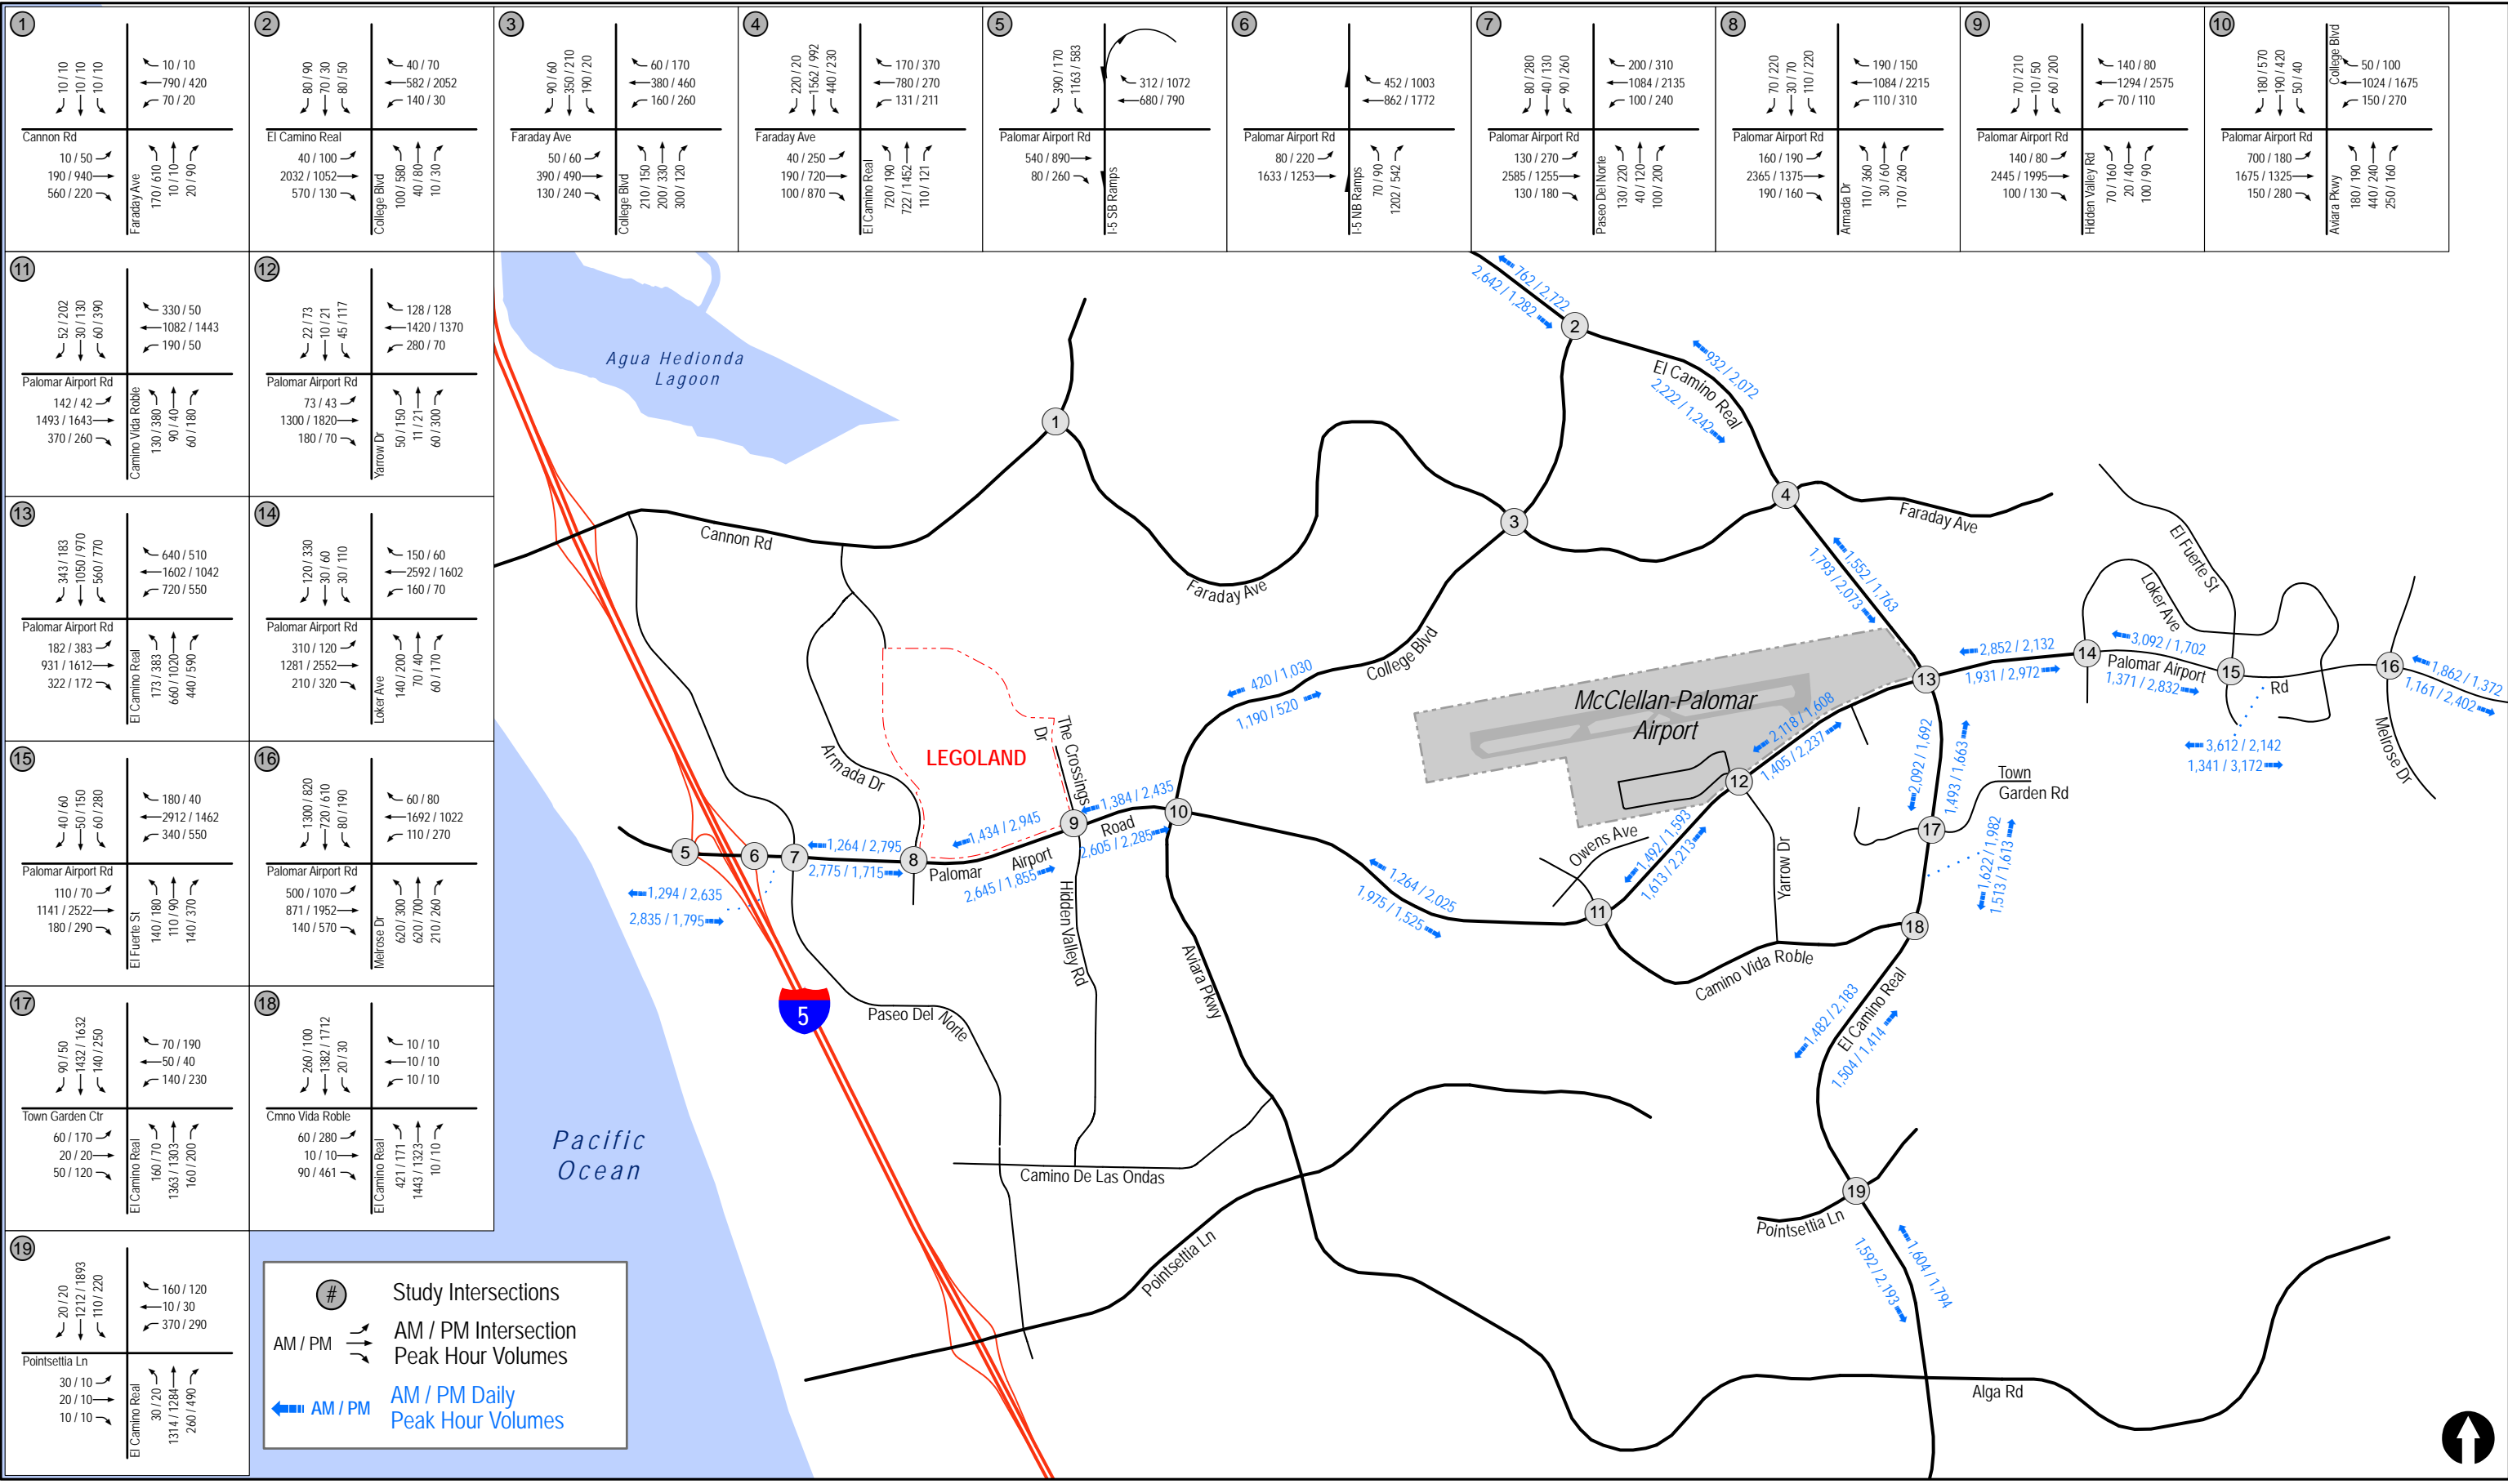 1
10 / 10
10 / 10
10 / 10
10 / 10
790 / 420
70 / 20
Cannon Rd
10 / 50
190 / 940
560 / 220
Faraday Ave
170 / 610
10 / 10
20 / 90
2
80 / 90
70 / 30
80 / 50
40 / 70
582 / 2052
140 / 30
El Camino Real
40 / 100
2032 / 1052
570 / 130
College Blvd
100 / 580
40 / 80
10 / 30
3
90 / 60
350 / 210
190 / 20
60 / 170
380 / 460
160 / 260
Faraday Ave
50 / 60
390 / 490
130 / 240
College Blvd
210 / 150
200 / 330
300 / 120
4
220 / 20
1562 / 992
440 / 230
170 / 370
780 / 270
131 / 211
Faraday Ave
40 / 250
190 / 720
100 / 870
El Camino Real
720 / 190
722 / 1452
110 / 121
5
390 / 170
1163 / 583
312 / 1072
680 / 790
Palomar Airport Rd
540 / 890
80 / 260
I-5 SB Ramps
6
452 / 1003
862 / 1772
Palomar Airport Rd
80 / 220
1633 / 1253
I-5 NB Ramps
70 / 90
1202 / 542
7
80 / 280
40 / 130
90 / 260
200 / 310
1084 / 2135
100 / 240
Palomar Airport Rd
130 / 270
2585 / 1255
130 / 180
Paseo Del Norte
130 / 220
40 / 120
100 / 200
8
70 / 220
30 / 70
110 / 220
190 / 150
1084 / 2215
110 / 310
Palomar Airport Rd
160 / 190
2365 / 1375
190 / 160
Armada Dr
110 / 360
30 / 60
170 / 260
9
70 / 210
10 / 50
60 / 200
140 / 80
1294 / 2575
70 / 110
Palomar Airport Rd
140 / 80
2445 / 1995
100 / 130
Hidden Valley Rd
70 / 160
20 / 40
100 / 90
10
180 / 570
190 / 420
50 / 40
College Blvd
50 / 100
1024 / 1675
150 / 270
Palomar Airport Rd
700 / 180
1675 / 1325
150 / 280
Aviara Pkwy
180 / 190
440 / 240
250 / 160
11
52 / 202
30 / 130
60 / 390
330 / 50
1082 / 1443
190 / 50
Palomar Airport Rd
142 / 42
1493 / 1643
370 / 260
Camino Vida Roble
130 / 380
90 / 40
60 / 180
12
22 / 73
10 / 21
45 / 117
128 / 128
1420 / 1370
280 / 70
Palomar Airport Rd
73 / 43
1300 / 1820
180 / 70
Yarrow Dr
50 / 150
11 / 21
60 / 300
13
343 / 183
1050 / 970
560 / 770
640 / 510
1602 / 1042
720 / 550
Palomar Airport Rd
182 / 383
931 / 1612
322 / 172
El Camino Real
173 / 383
660 / 1020
440 / 590
14
120 / 330
30 / 60
30 / 110
150 / 60
2592 / 1602
160 / 70
Palomar Airport Rd
310 / 120
1281 / 2552
210 / 320
Loker Ave
140 / 200
70 / 40
60 / 170
15
40 / 60
50 / 150
60 / 280
180 / 40
2912 / 1462
340 / 550
Palomar Airport Rd
110 / 70
1141 / 2522
180 / 290
El Fuerte St
140 / 180
110 / 90
140 / 370
16
1300 / 820
720 / 610
80 / 190
60 / 80
1692 / 1022
110 / 270
Palomar Airport Rd
500 / 1070
871 / 1952
140 / 570
Melrose Dr
620 / 300
620 / 700
210 / 260
17
90 / 50
1432 / 1632
140 / 250
70 / 190
50 / 40
140 / 230
Town Garden Ctr
60 / 170
20 / 20
50 / 120
El Camino Real
160 / 70
1363 / 1303
160 / 200
18
260 / 100
1382 / 1712
20 / 30
10 / 10
10 / 10
10 / 10
Cmno Vida Roble
60 / 280
10 / 10
90 / 461
El Camino Real
421 / 171
1443 / 1323
10 / 10
19
20 / 20
1212 / 1893
110 / 220
160 / 120
10 / 30
370 / 290
Pointsettia Ln
30 / 10
20 / 10
10 / 10
El Camino Real
30 / 20
1314 / 1284
260 / 490
Agua Hedionda
Lagoon
762 / 2,722
2,642 / 1,282
2
932 / 2,072
El Camino Real
2,222 / 1,242
1
3
4
Cannon Rd
Faraday Ave
Faraday Ave
1,552 / 1,763
1,793 / 2,073
El Fuerte St
Loker Ave
College Blvd
420 / 1,030
1,190 / 520
McClellan-Palomar
Airport
13
2,852 / 2,132
1,931 / 2,972
14
3,092 / 1,702
Palomar Airport
1,371 / 2,832
15
Rd
16
1,862 / 1,372
1,161 / 2,402
3,612 / 2,142
1,341 / 3,172
Melrose Dr
Armada Dr
LEGOLAND
The Crossings
Dr
2,118 / 1,608
1,405 / 2,237
12
2,092 / 1,692
1,493 / 1,663
Town
Garden Rd
17
5
6
7
1,264 / 2,795
2,775 / 1,715
8
1,434 / 2,945
Palomar
Airport
Road
2,645 / 1,855
9
1,384 / 2,435
2,605 / 2,285
10
1,294 / 2,635
2,835 / 1,795
1,264 / 2,025
1,975 / 1,525
Owens Ave
1,492 / 1,593
1,613 / 2,213
11
Yarrow Dr
1,622 / 1,982
1,513 / 1,613
18
Camino Vida Roble
Hidden Valley Rd
Aviara Pkwy
5
Paseo Del Norte
1,482 / 2,183
El Camino Real
1,504 / 1,414
Pacific
Ocean
Camino De Las Ondas
19
Pointsettia Ln
Pointsettia Ln
1,604 / 1,794
1,592 / 2,193
Alga Rd
#
Study Intersections
AM / PM
AM / PM Intersection
Peak Hour Volumes
AM / PM
AM / PM Daily
Peak Hour Volumes